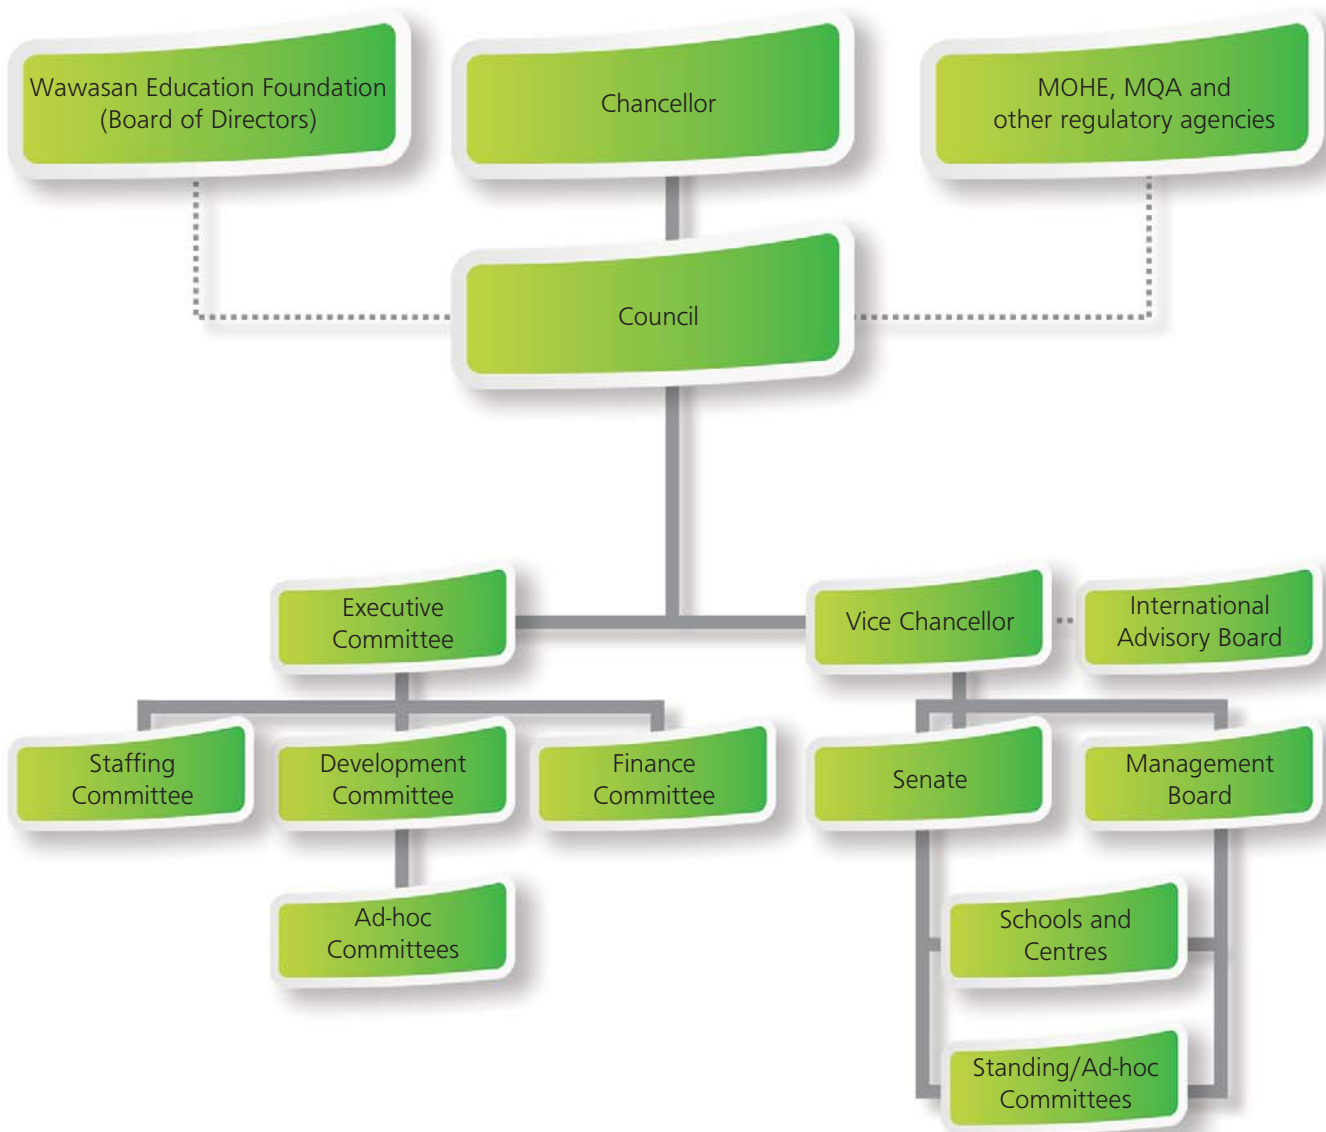 Wawasan Education Foundation
(Board of Directors)
Chancellor
MOHE, MQA and
other regulatory agencies
Council
Executive
Committee
Vice Chancellor
International
Advisory Board
Staffing
Committee
Development
Committee
Finance
Committee
Senate
Management
Board
Ad-hoc
Committees
Schools and
Centres
Standing/Ad-hoc
Committees